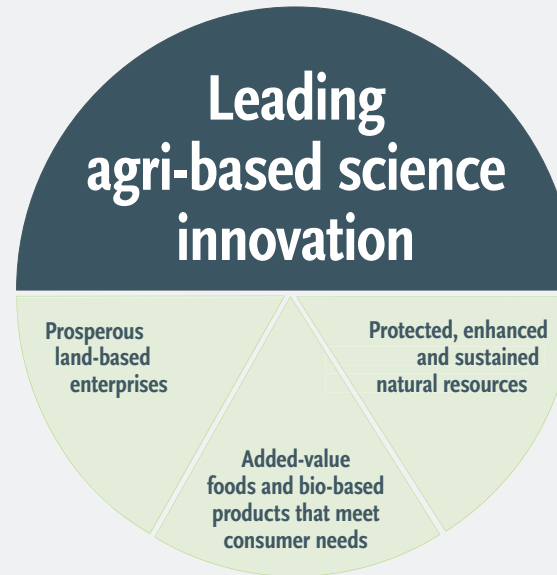 Leading
agri-based science
innovation
Prosperous
land-based
enterprises
Added-value
foods and bio-based
products that meet
consumer needs
Protected, enhanced
and sustained
natural resources